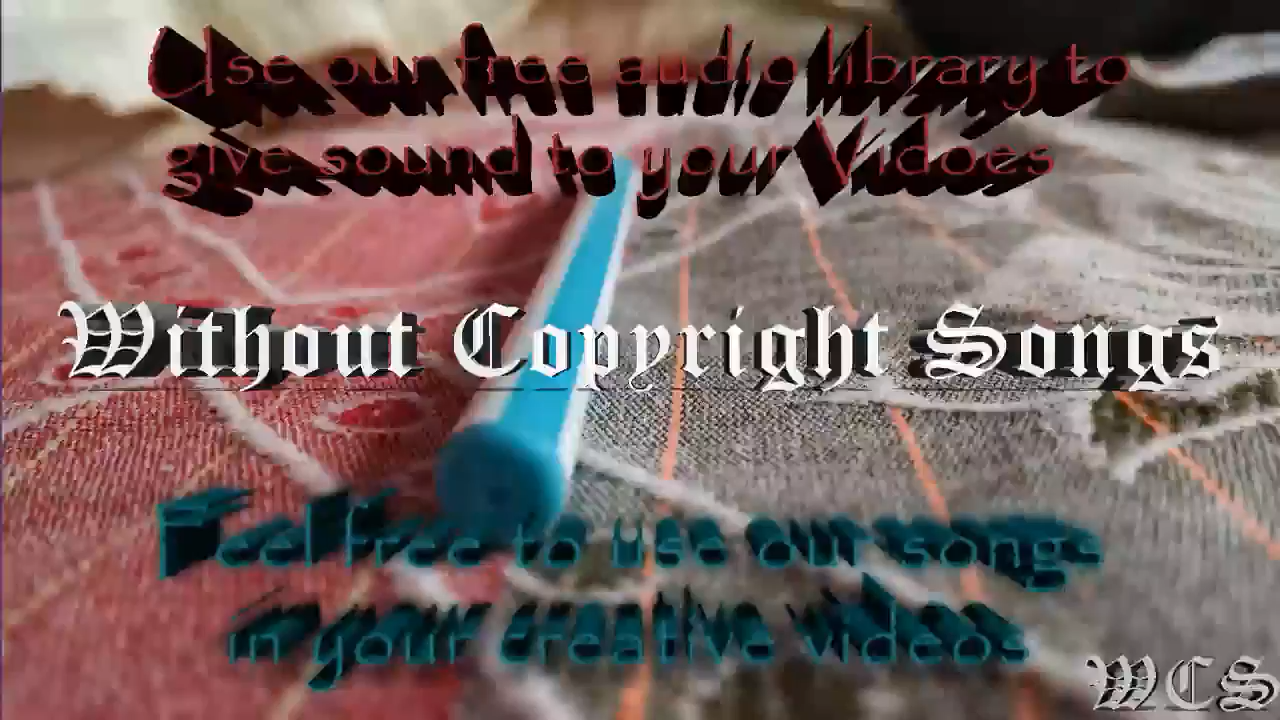 Use our free audio library to
give sound to your Vidoes
Without Copyright Songs
Feel free to use our songs
in your creative videos
WCS